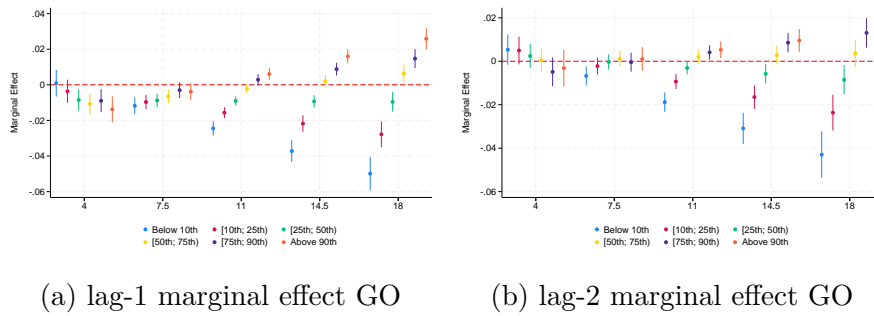 .04
.02
0
-.02
-.04
-.06
Marginal Effect
4 7.5 11 14.5 18
Below 10th [10th; 25th) [25th; 50th)
[50th; 75th) [75th; 90th) Above 90th
(a) lag-1 marginal effect GO
.02
0
-.02
-.04
-.06
Marginal Effect
4 7.5 11 14.5 18
Below 10th [10th; 25th) [25th; 50th)
[50th; 75th) [75th; 90th) Above 90th
(b) lag-2 marginal effect GO